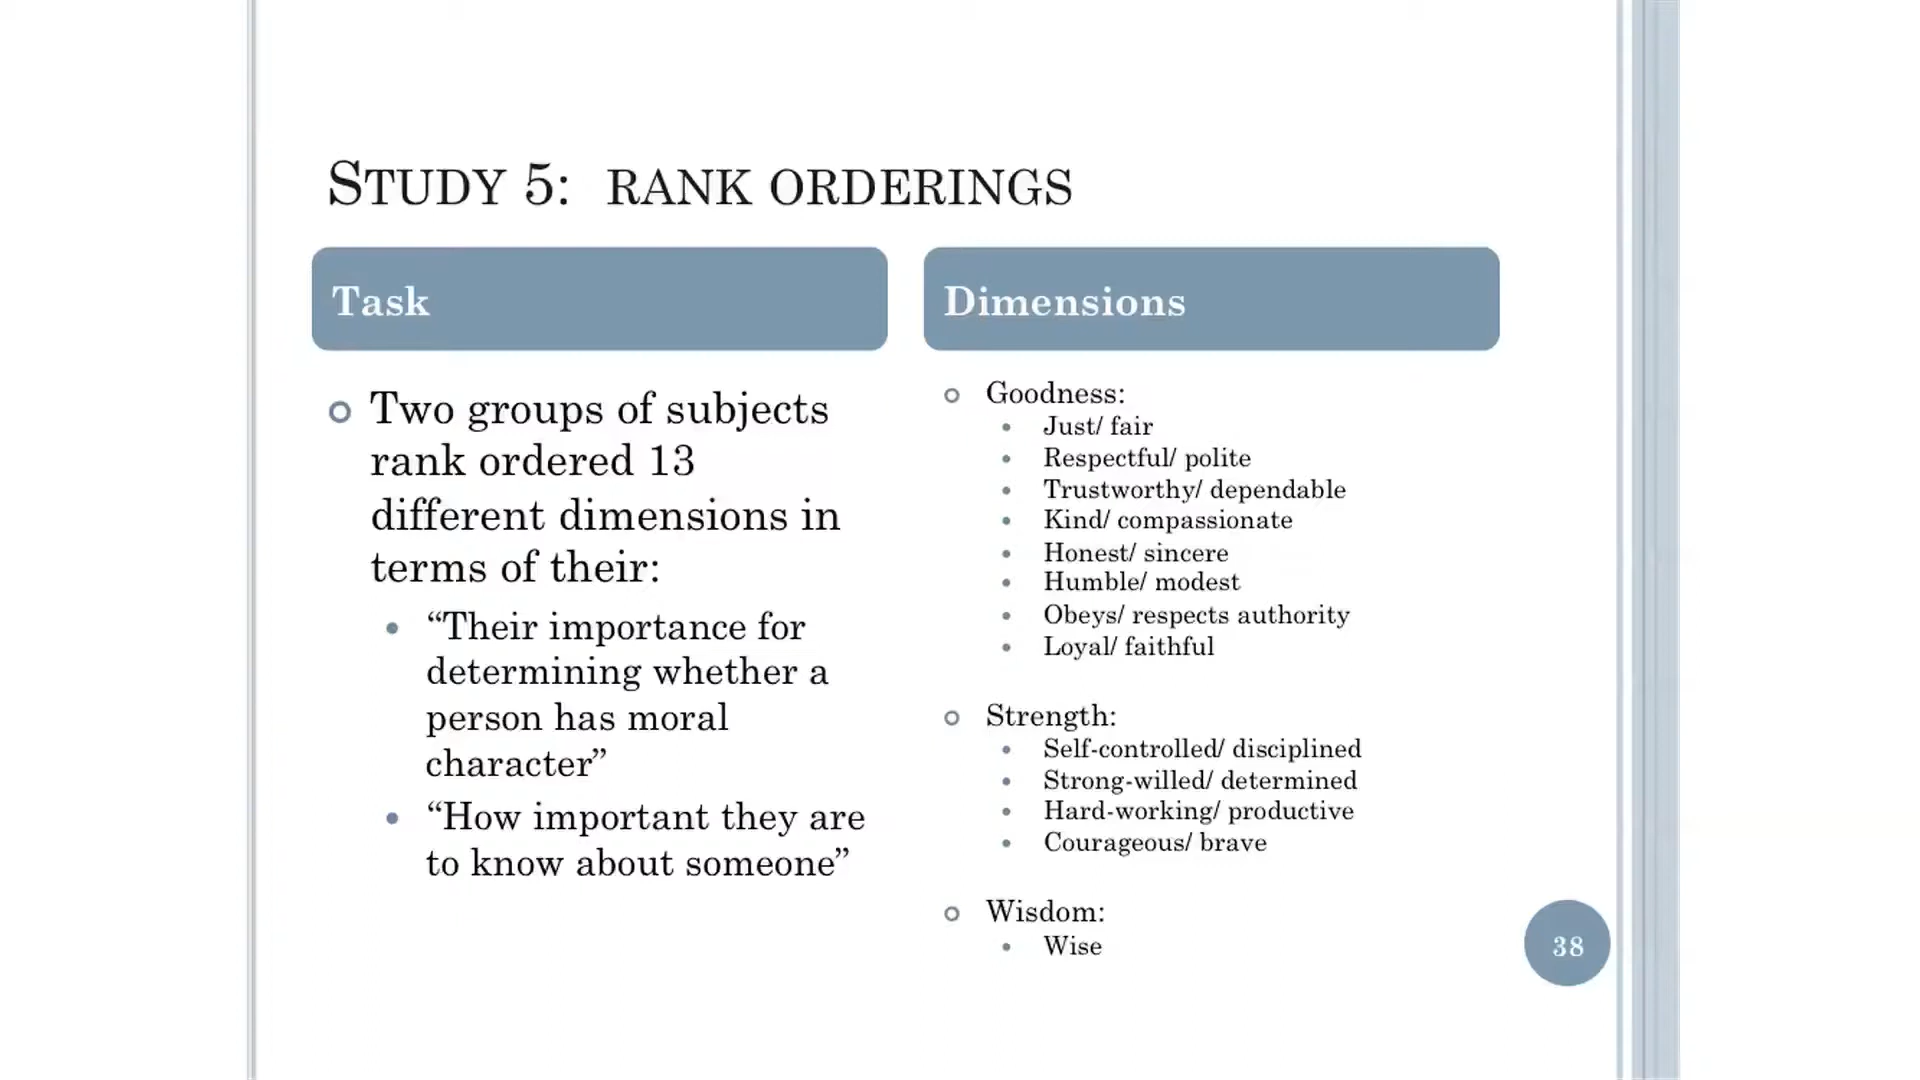 STUDY 5: RANK ORDERINGS
Task
Two groups of subjects
rank ordered 13
different dimensions in
terms of their:
“Their importance for
determining whether a
person has moral
character”
“How important they are
to know about someone”
Dimensions
Goodness:
Just/ fair
Respectful/ polite
Trustworthy/ dependable
Kind/ compassionate
Honest/ sincere
Humble/ modest
Obeys/ respects authority
Loyal/ faithful
Strength:
Self-controlled/ disciplined
Strong-willed/ determined
Hard-working/ productive
Courageous/ brave
Wisdom:
Wise
38